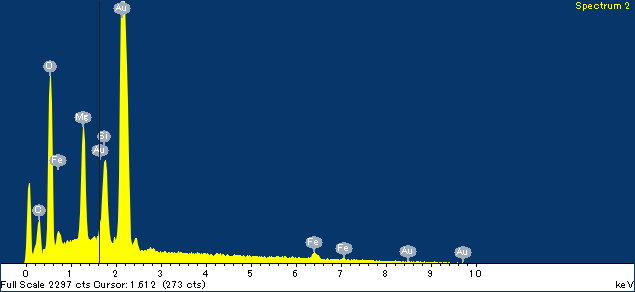 Spectrum 2
Au
O
Mg
Si
Au
Fe
O
Fe
Fe
Au
Au
0 1 2 3 4 5 6 7 8 9 10
Full Scale 2297 cts Cursor: 1.612 (273 cts) keV